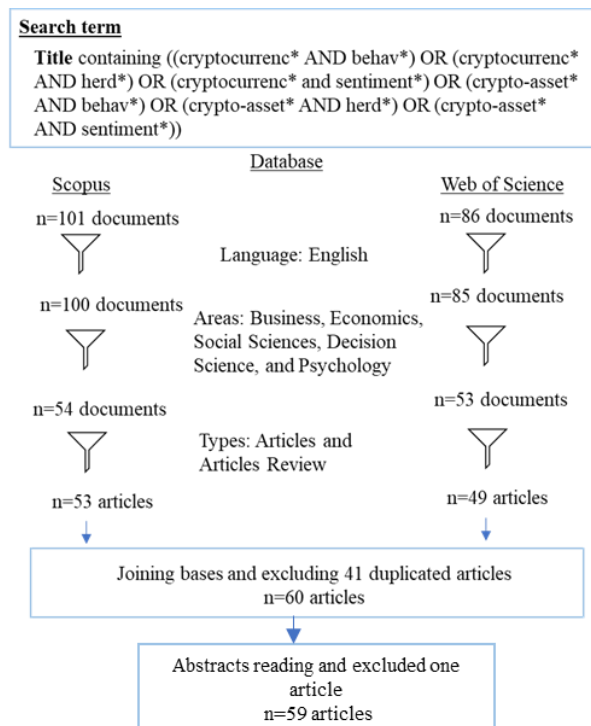 Search term
Title containing ((cryptocurrenc* AND behav*) OR (cryptocurrenc*
AND herd*) OR (cryptocurrenc* and sentiment*) OR (crypto-asset*
AND behav*) OR (crypto-asset* AND herd*) OR (crypto-asset*
AND sentiment*))
Database
Scopus
Web of Science
n=101 documents
n=86 documents
Language: English
n=100 documents
n=85 documents
Areas: Business, Economics,
Social Sciences, Decision
Science, and Psychology
n=54 documents
n=53 documents
Types: Articles and
Articles Review
n=53 articles
n=49 articles
Joining bases and excluding 41 duplicated articles
n=60 articles
Abstracts reading and excluded one
article
n=59 articles